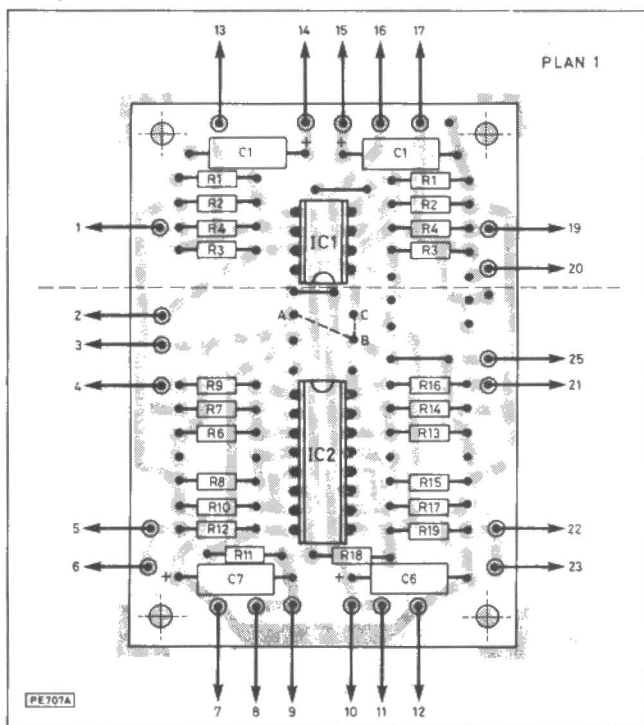 13 14 15 16 17
PLAN 1
+ +
C1 C1
R1 R1
R2 R2
1 R4 IC1 R4 19
R3 R3
20
A C
2
B
3
25
4 R9 R16 21
R7 R14
R6 R13
IC2
R8 R15
R10 R17
5 R12 R19 22
R11 R18
6 + C7 + C6 23
7 8 9 10 11 12
PE707A